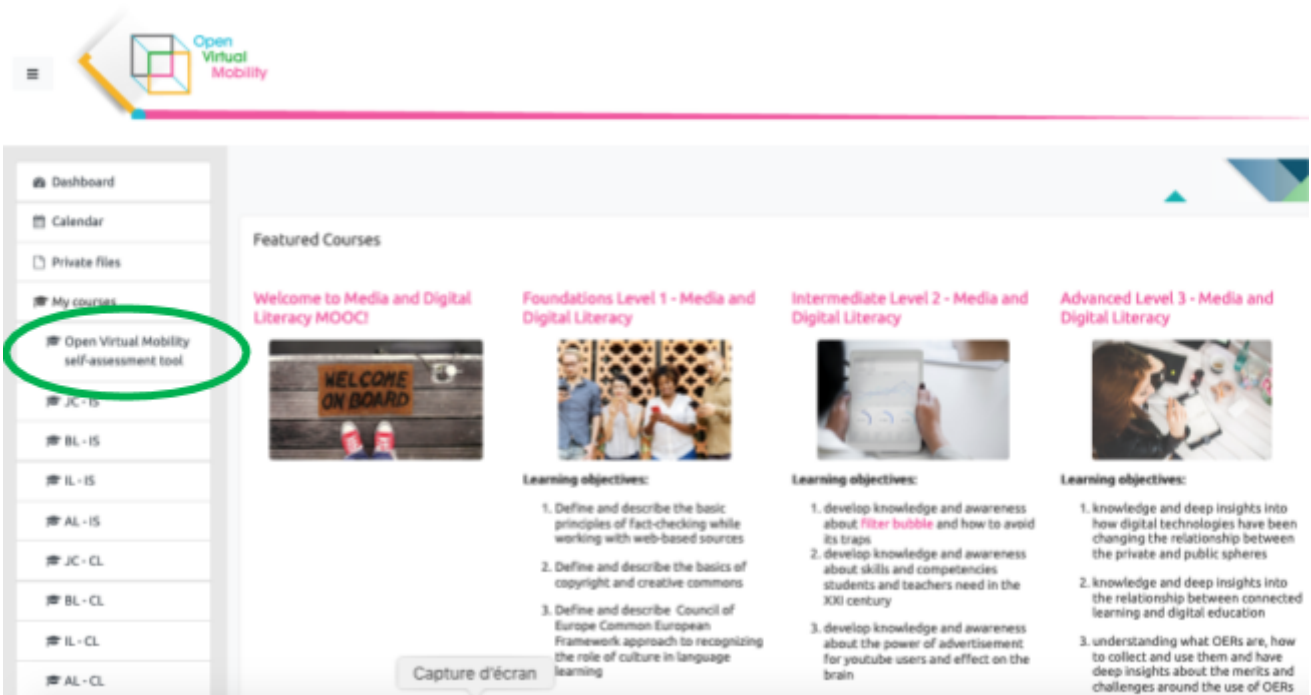 Open
Virtual
Mobility
Dashboard
Calendar
Private files
My courses
Open Virtual Mobility
self-assessment tool
JC - IS
BL - IS
IL - IS
AL - IS
JC - CL
BL - CL
IL - CL
AL - CL
Featured Courses
Welcome to Media and Digital
Literacy MOOC!
WELCOME
ON BOARD
Foundations Level 1 - Media and
Digital Literacy
Learning objectives:
1. Define and describe the basic
principles of fact-checking while
working with web-based sources
2. Define and describe the basics of
copyright and creative commons
3. Define and describe Council of
Europe Common European
Framework approach to recognizing
the role of culture in language
learning
Intermediate Level 2 - Media and
Digital Literacy
Learning objectives:
1. develop knowledge and awareness
about filter bubble and how to avoid
its traps
2. develop knowledge and awareness
about skills and competencies
students and teachers need in the
XXI century
3. develop knowledge and awareness
about the power of advertisement
for youtube users and effect on the
brain
Advanced Level 3 - Media and
Digital Literacy
Learning objectives:
1. knowledge and deep insights into
how digital technologies have been
changing the relationship between
the private and public spheres
2. knowledge and deep insights into
the relationship between connected
learning and digital education
3. understanding what OERs are, how
to collect and use them and have
deep insights about the merits and
challenges around the use of OERs
Capture d'écran